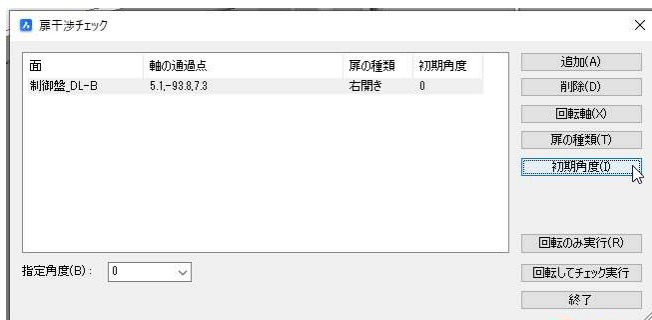 扉干渉チェック
面 軸の通過点 扉の種類 初期角度
制御盤_DL-B 5.1,-93.8,7.3 右開き 0
追加(A)
削除(D)
回転軸(X)
扉の種類(T)
初期角度(I)
回転のみ実行(R)
指定角度(B): 0
回転してチェック実行
終了